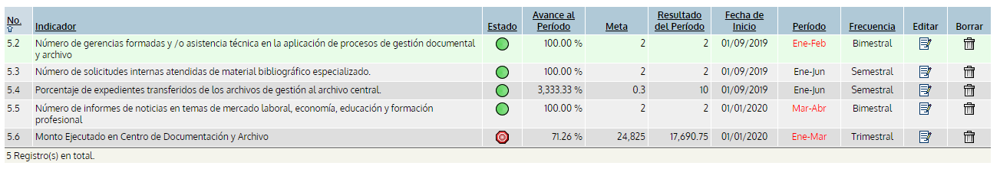 No. Indicador Estado Avance al Período Meta Resultado del Período Fecha de Inicio Período Frecuencia Editar Borrar
5.2 Número de gerencias formadas y /o asistencia técnica en la aplicación de procesos de gestión documental y archivo 100.00 % 2 2 01/09/2019 Ene-Feb Bimestral
5.3 Número de solicitudes internas atendidas de material bibliográfico especializado. 100.00 % 2 2 01/09/2019 Ene-Jun Semestral
5.4 Porcentaje de expedientes transferidos de los archivos de gestión al archivo central. 3,333.33 % 0.3 10 01/09/2019 Ene-Jun Semestral
5.5 Número de informes de noticias en temas de mercado laboral, economía, educación y formación profesional 100.00 % 2 2 01/01/2020 Mar-Abr Bimestral
5.6 Monto Ejecutado en Centro de Documentación y Archivo 71.26 % 24,825 17,690.75 01/01/2020 Ene-Mar Trimestral
5 Registro(s) en total.